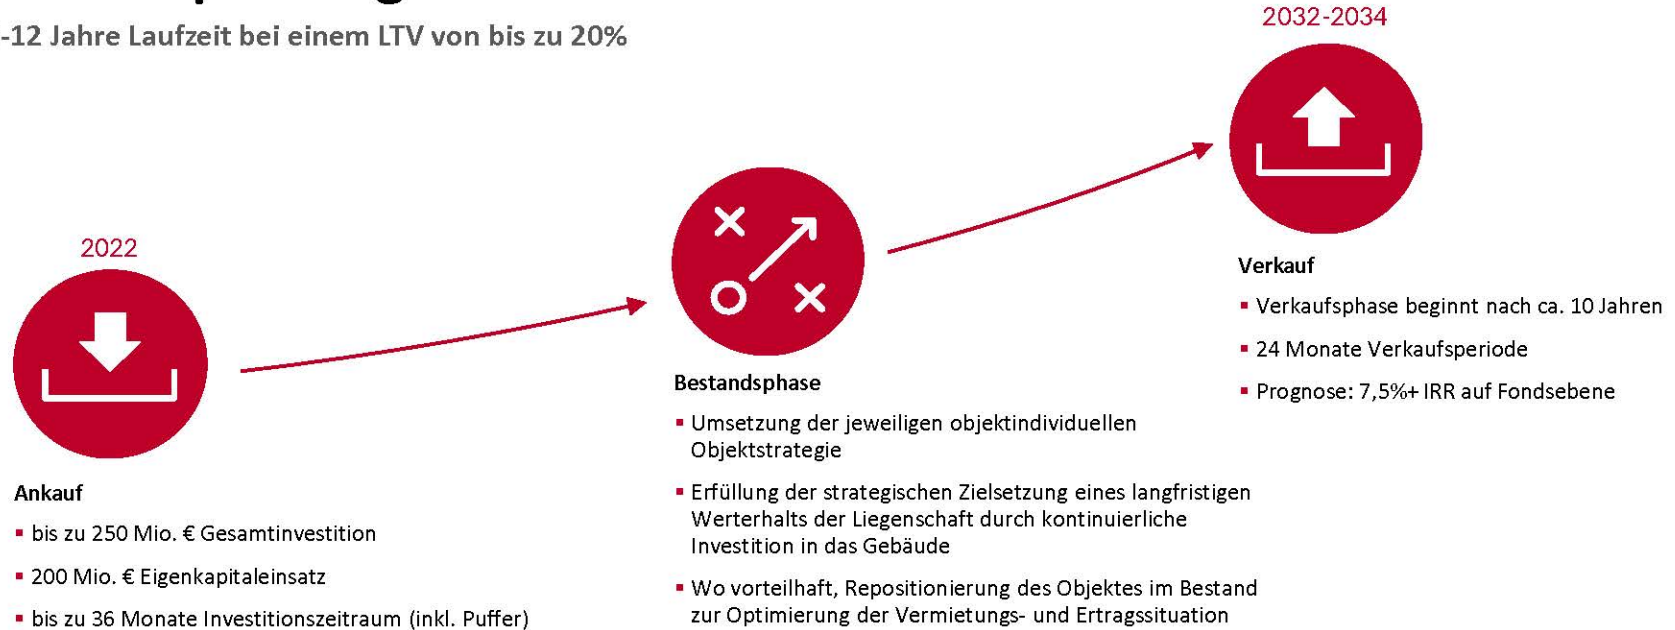 -12 Jahre Laufzeit bei einem LTV von bis zu 20%
2022
Ankauf
▪ bis zu 250 Mio. € Gesamtinvestition
▪ 200 Mio. € Eigenkapitaleinsatz
▪ bis zu 36 Monate Investitionszeitraum (inkl. Puffer)
Bestandsphase
▪ Umsetzung der jeweiligen objektindividuellen
Objektstrategie
▪ Erfüllung der strategischen Zielsetzung eines langfristigen
Werterhalts der Liegenschaft durch kontinuierliche
Investition in das Gebäude
▪ Wo vorteilhaft, Repositionierung des Objektes im Bestand
zur Optimierung der Vermietungs- und Ertragssituation
2032-2034
Verkauf
▪ Verkaufsphase beginnt nach ca. 10 Jahren
▪ 24 Monate Verkaufsperiode
▪ Prognose: 7,5%+ IRR auf Fondsebene